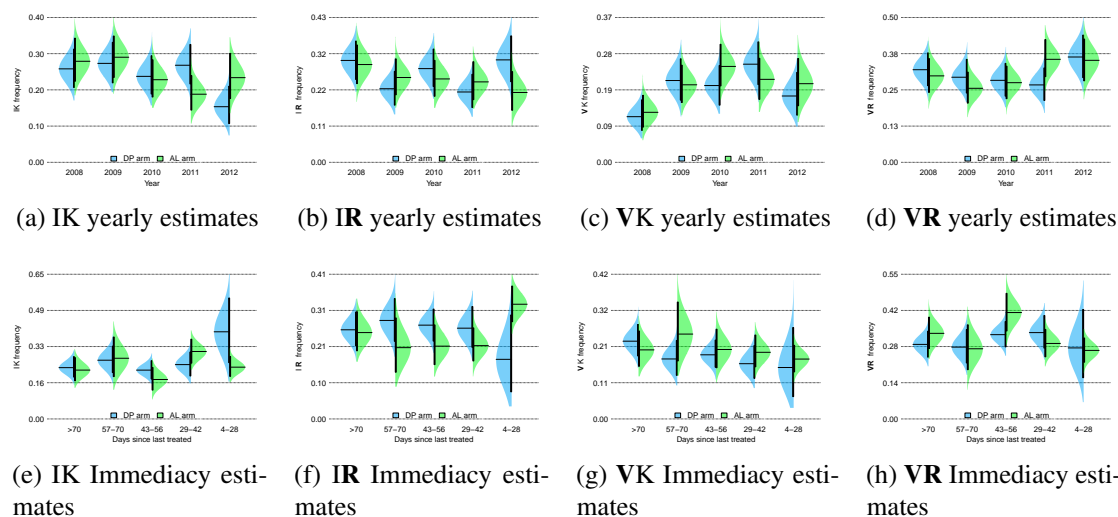 0.40 0.43 0.37 0.50
0.30 0.32 0.28 0.38
0.20 0.22 0.19 0.25
0.10 0.11 0.09 0.13
0.00 0.00 0.00 0.00
IK frequency IR frequency VK frequency VR frequency
DP arm AL arm DP arm AL arm DP arm AL arm DP arm AL arm
2008 2009 2010 2011 2012 2008 2009 2010 2011 2012 2008 2009 2010 2011 2012 2008 2009 2010 2011 2012
Year Year Year Year
(a) IK yearly estimates (b) IR yearly estimates (c) VK yearly estimates (d) VR yearly estimates
0.65 0.41 0.42 0.55
0.49 0.31 0.32 0.42
0.33 0.21 0.21 0.28
0.16 0.11 0.11 0.14
0.00 0.00 0.00 0.00
IK frequency IR frequency VK frequency VR frequency
DP arm AL arm DP arm AL arm DP arm AL arm DP arm AL arm
>70 57−70 43−56 29−42 4−28 >70 57−70 43−56 29−42 4−28 >70 57−70 43−56 29−42 4−28 >70 57−70 43−56 29−42 4−28
Days since last treated Days since last treated Days since last treated Days since last treated
(e) IK Immediacy esti- (f) IR Immediacy esti- (g) VK Immediacy esti- (h) VR Immediacy esti-
mates mates mates mates